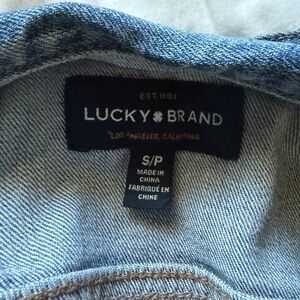 EST. 1990
LUCKY BRAND
LOS ANGELES, CALIFORNIA
S/P
MADE IN
CHINA
FABRIQUÉ EN
CHINE